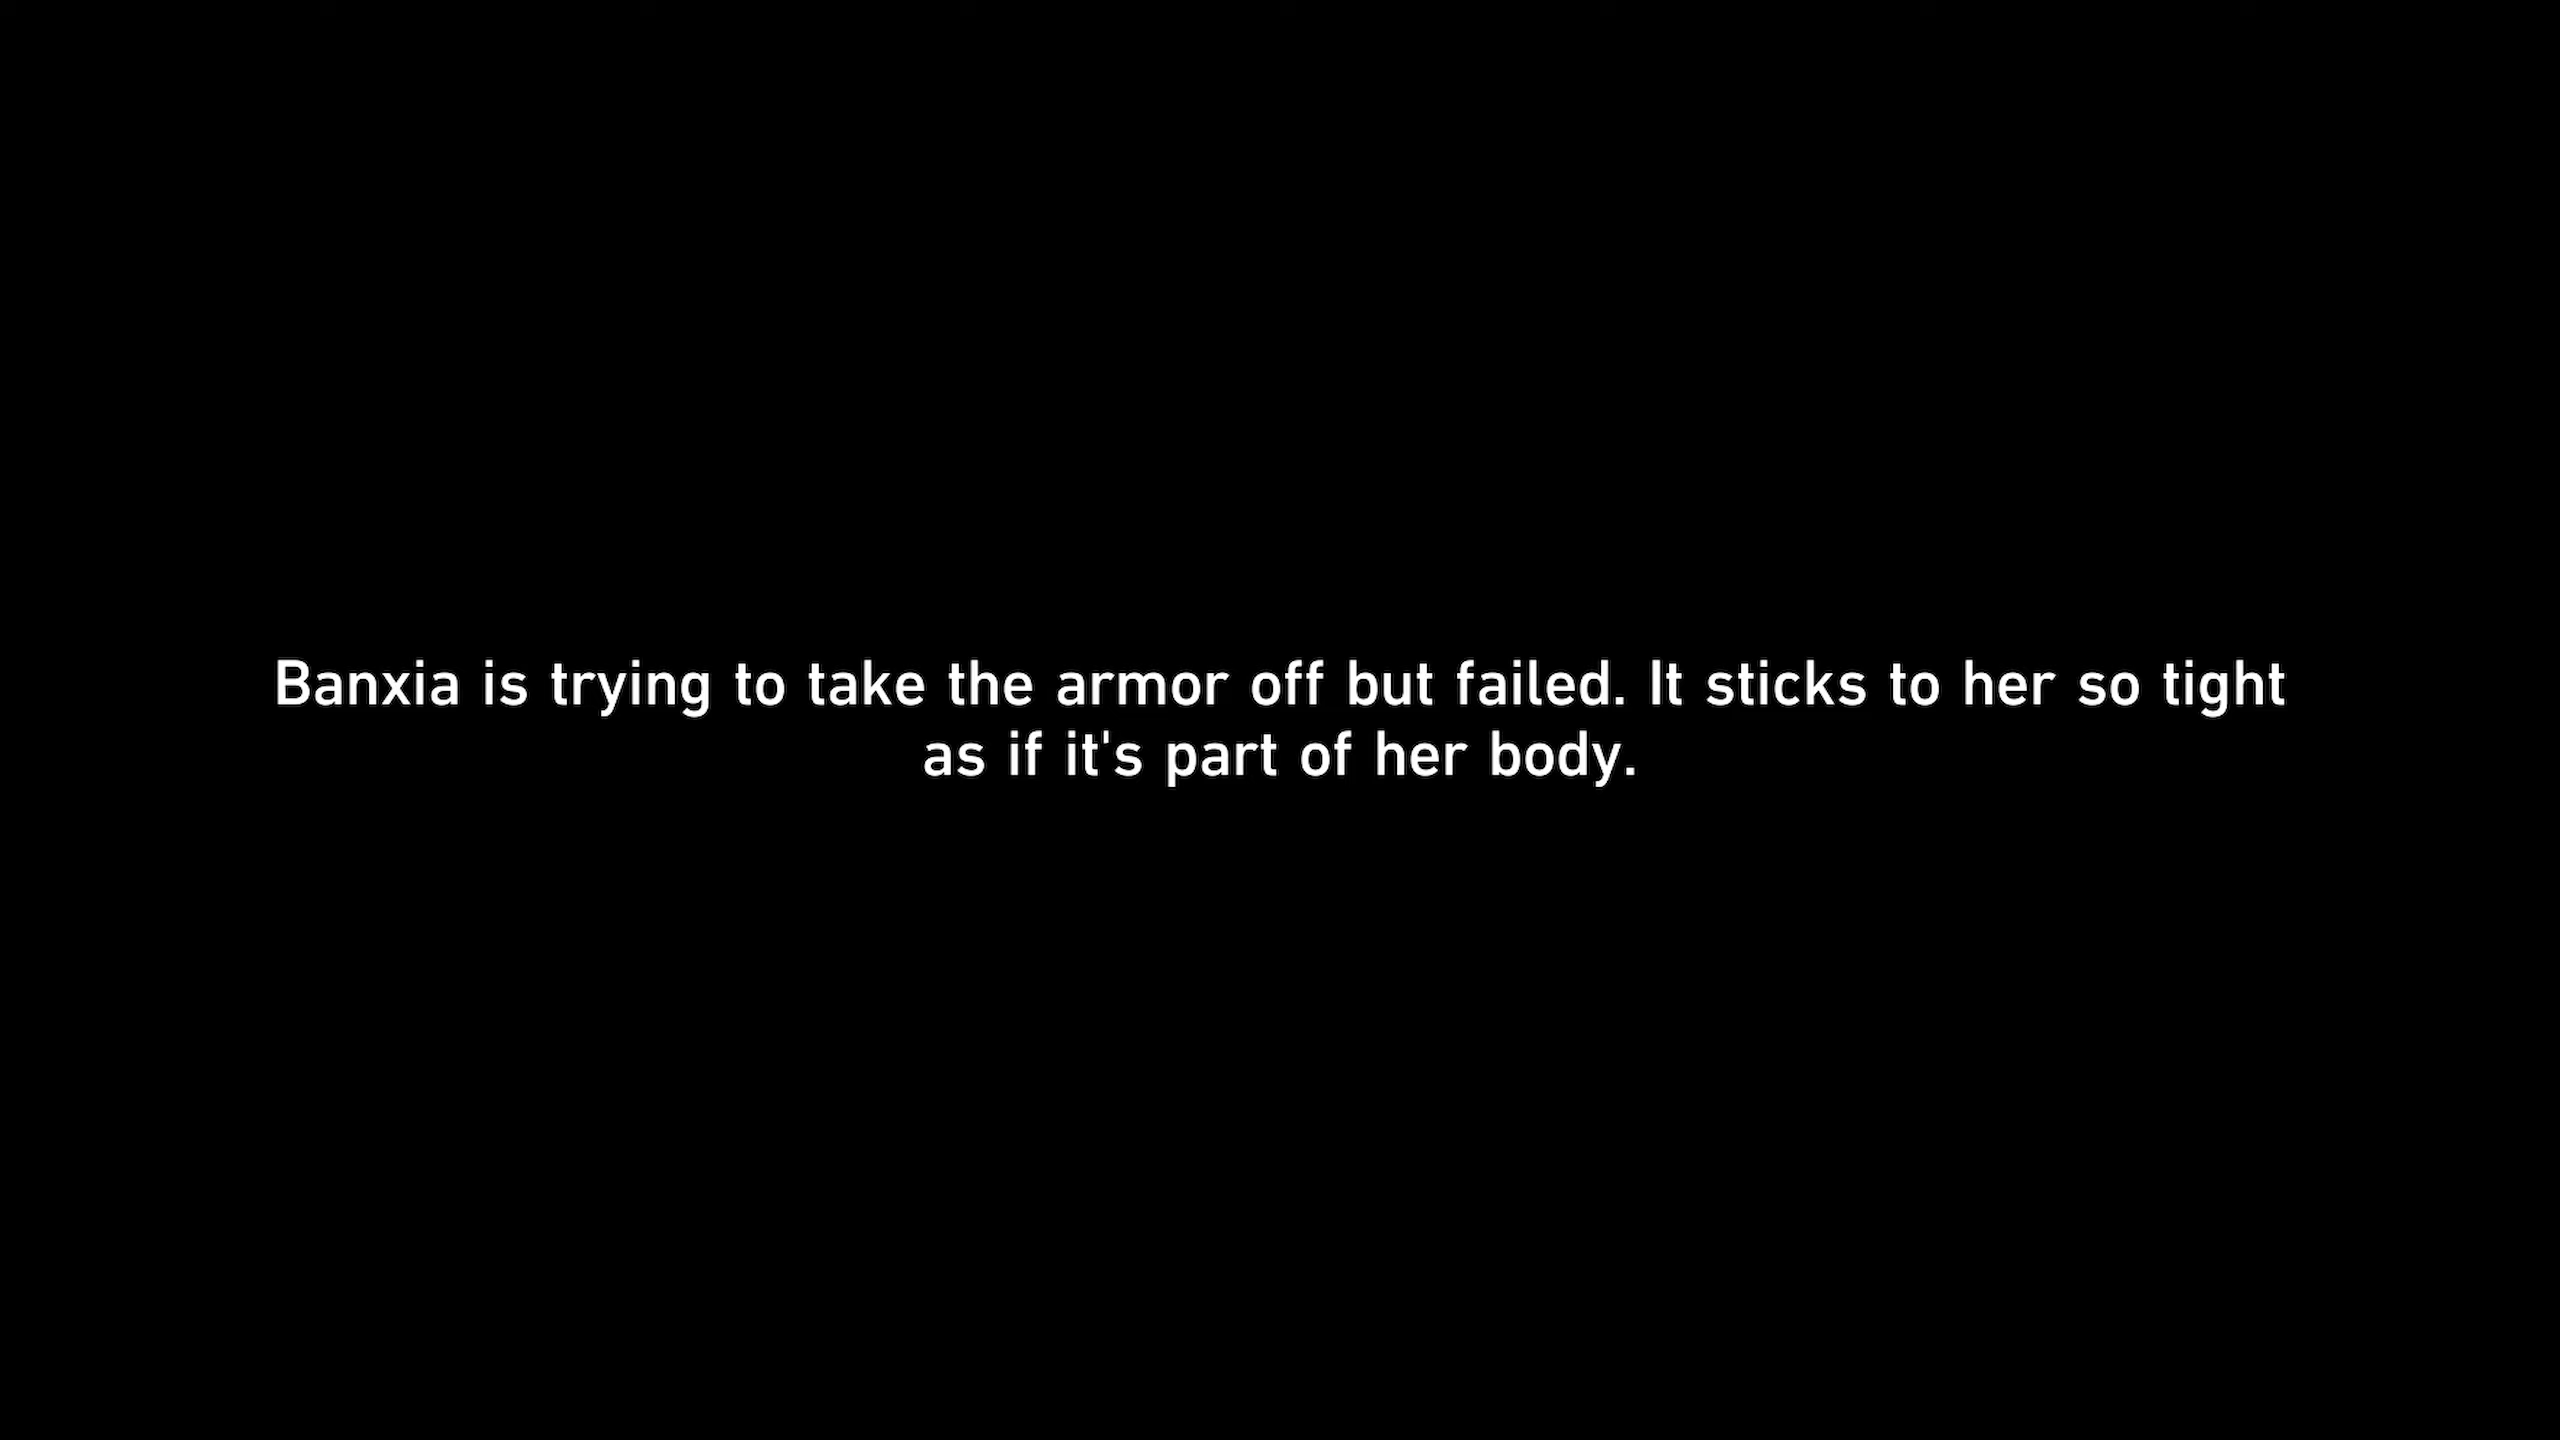 Banxia is trying to take the armor off but failed. It sticks to her so tight
as if it's part of her body.